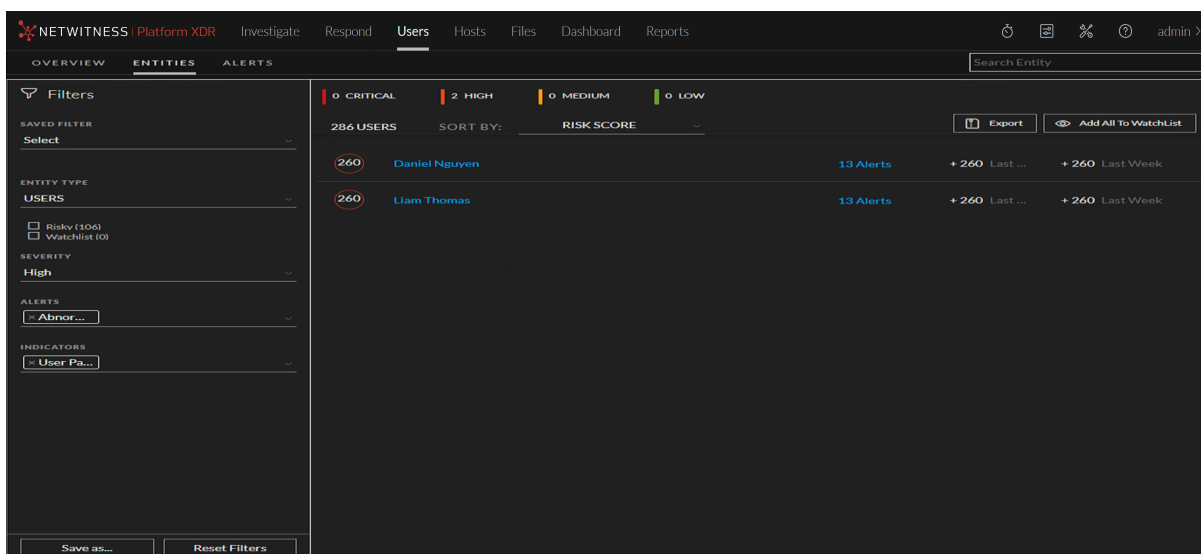 NETWITNESS | Platform XDR Investigate Respond Users Hosts Files Dashboard Reports admin
OVERVIEW ENTITIES ALERTS Search Entity
Filters
SAVED FILTER
Select
ENTITY TYPE
USERS
Risky (106)
Watchlist (0)
SEVERITY
High
ALERTS
× Abnor...
INDICATORS
× User Pa...
Save as... Reset Filters
0 CRITICAL 2 HIGH 0 MEDIUM 0 LOW
286 USERS SORT BY: RISK SCORE Export Add All To WatchList
260 Daniel Nguyen 13 Alerts + 260 Last ... + 260 Last Week
260 Liam Thomas 13 Alerts + 260 Last ... + 260 Last Week